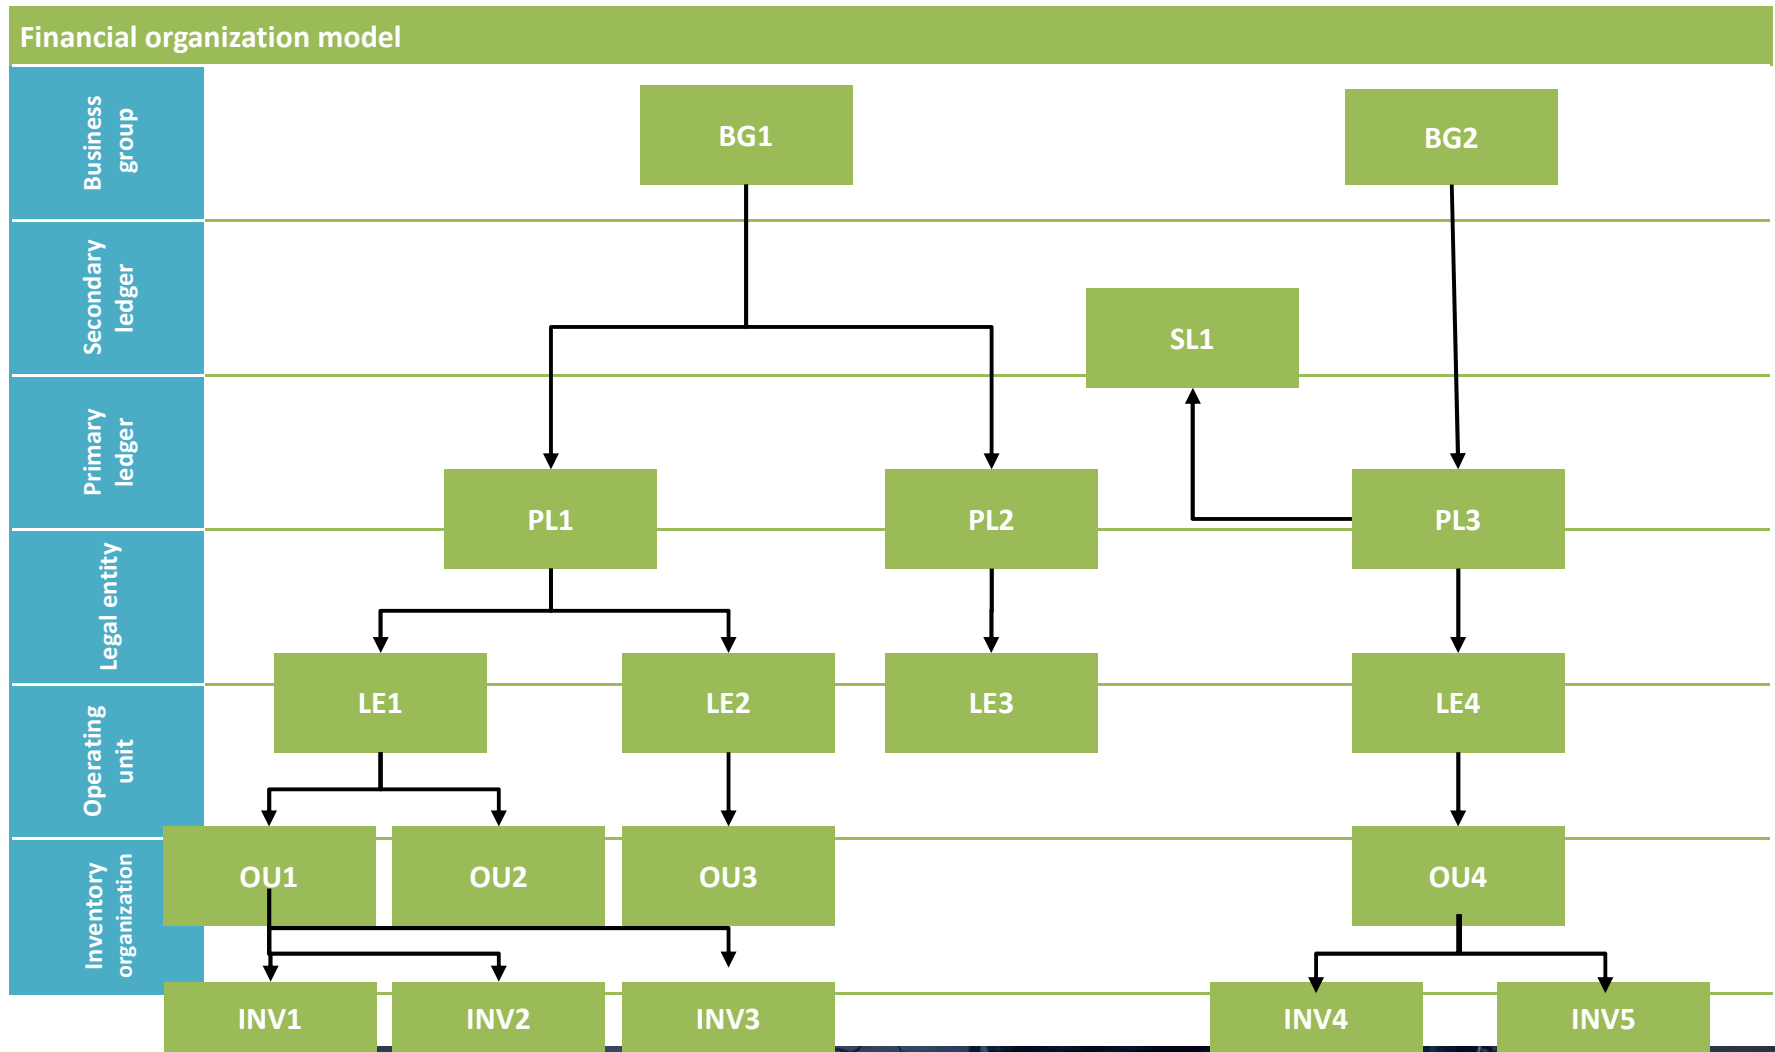 Financial organization model
Business
group
BG1
BG2
Secondary
ledger
SL1
Primary
ledger
PL1
PL2
PL3
Legal entity
LE1
LE2
LE3
LE4
Operating
unit
OU1
OU2
OU3
OU4
Inventory
organization
INV1
INV2
INV3
INV4
INV5